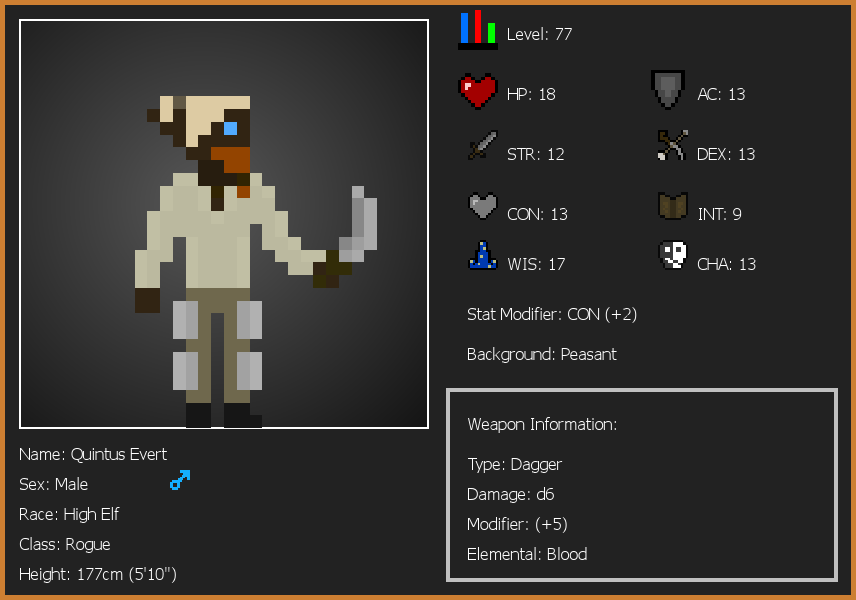 Level: 77
HP: 18
AC: 13
STR: 12
DEX: 13
CON: 13
INT: 9
WIS: 17
CHA: 13
Stat Modifier: CON (+2)
Background: Peasant
Weapon Information:
Type: Dagger
Damage: d6
Modifier: (+5)
Elemental: Blood
Name: Quintus Evert
Sex: Male
Race: High Elf
Class: Rogue
Height: 177cm (5'10")